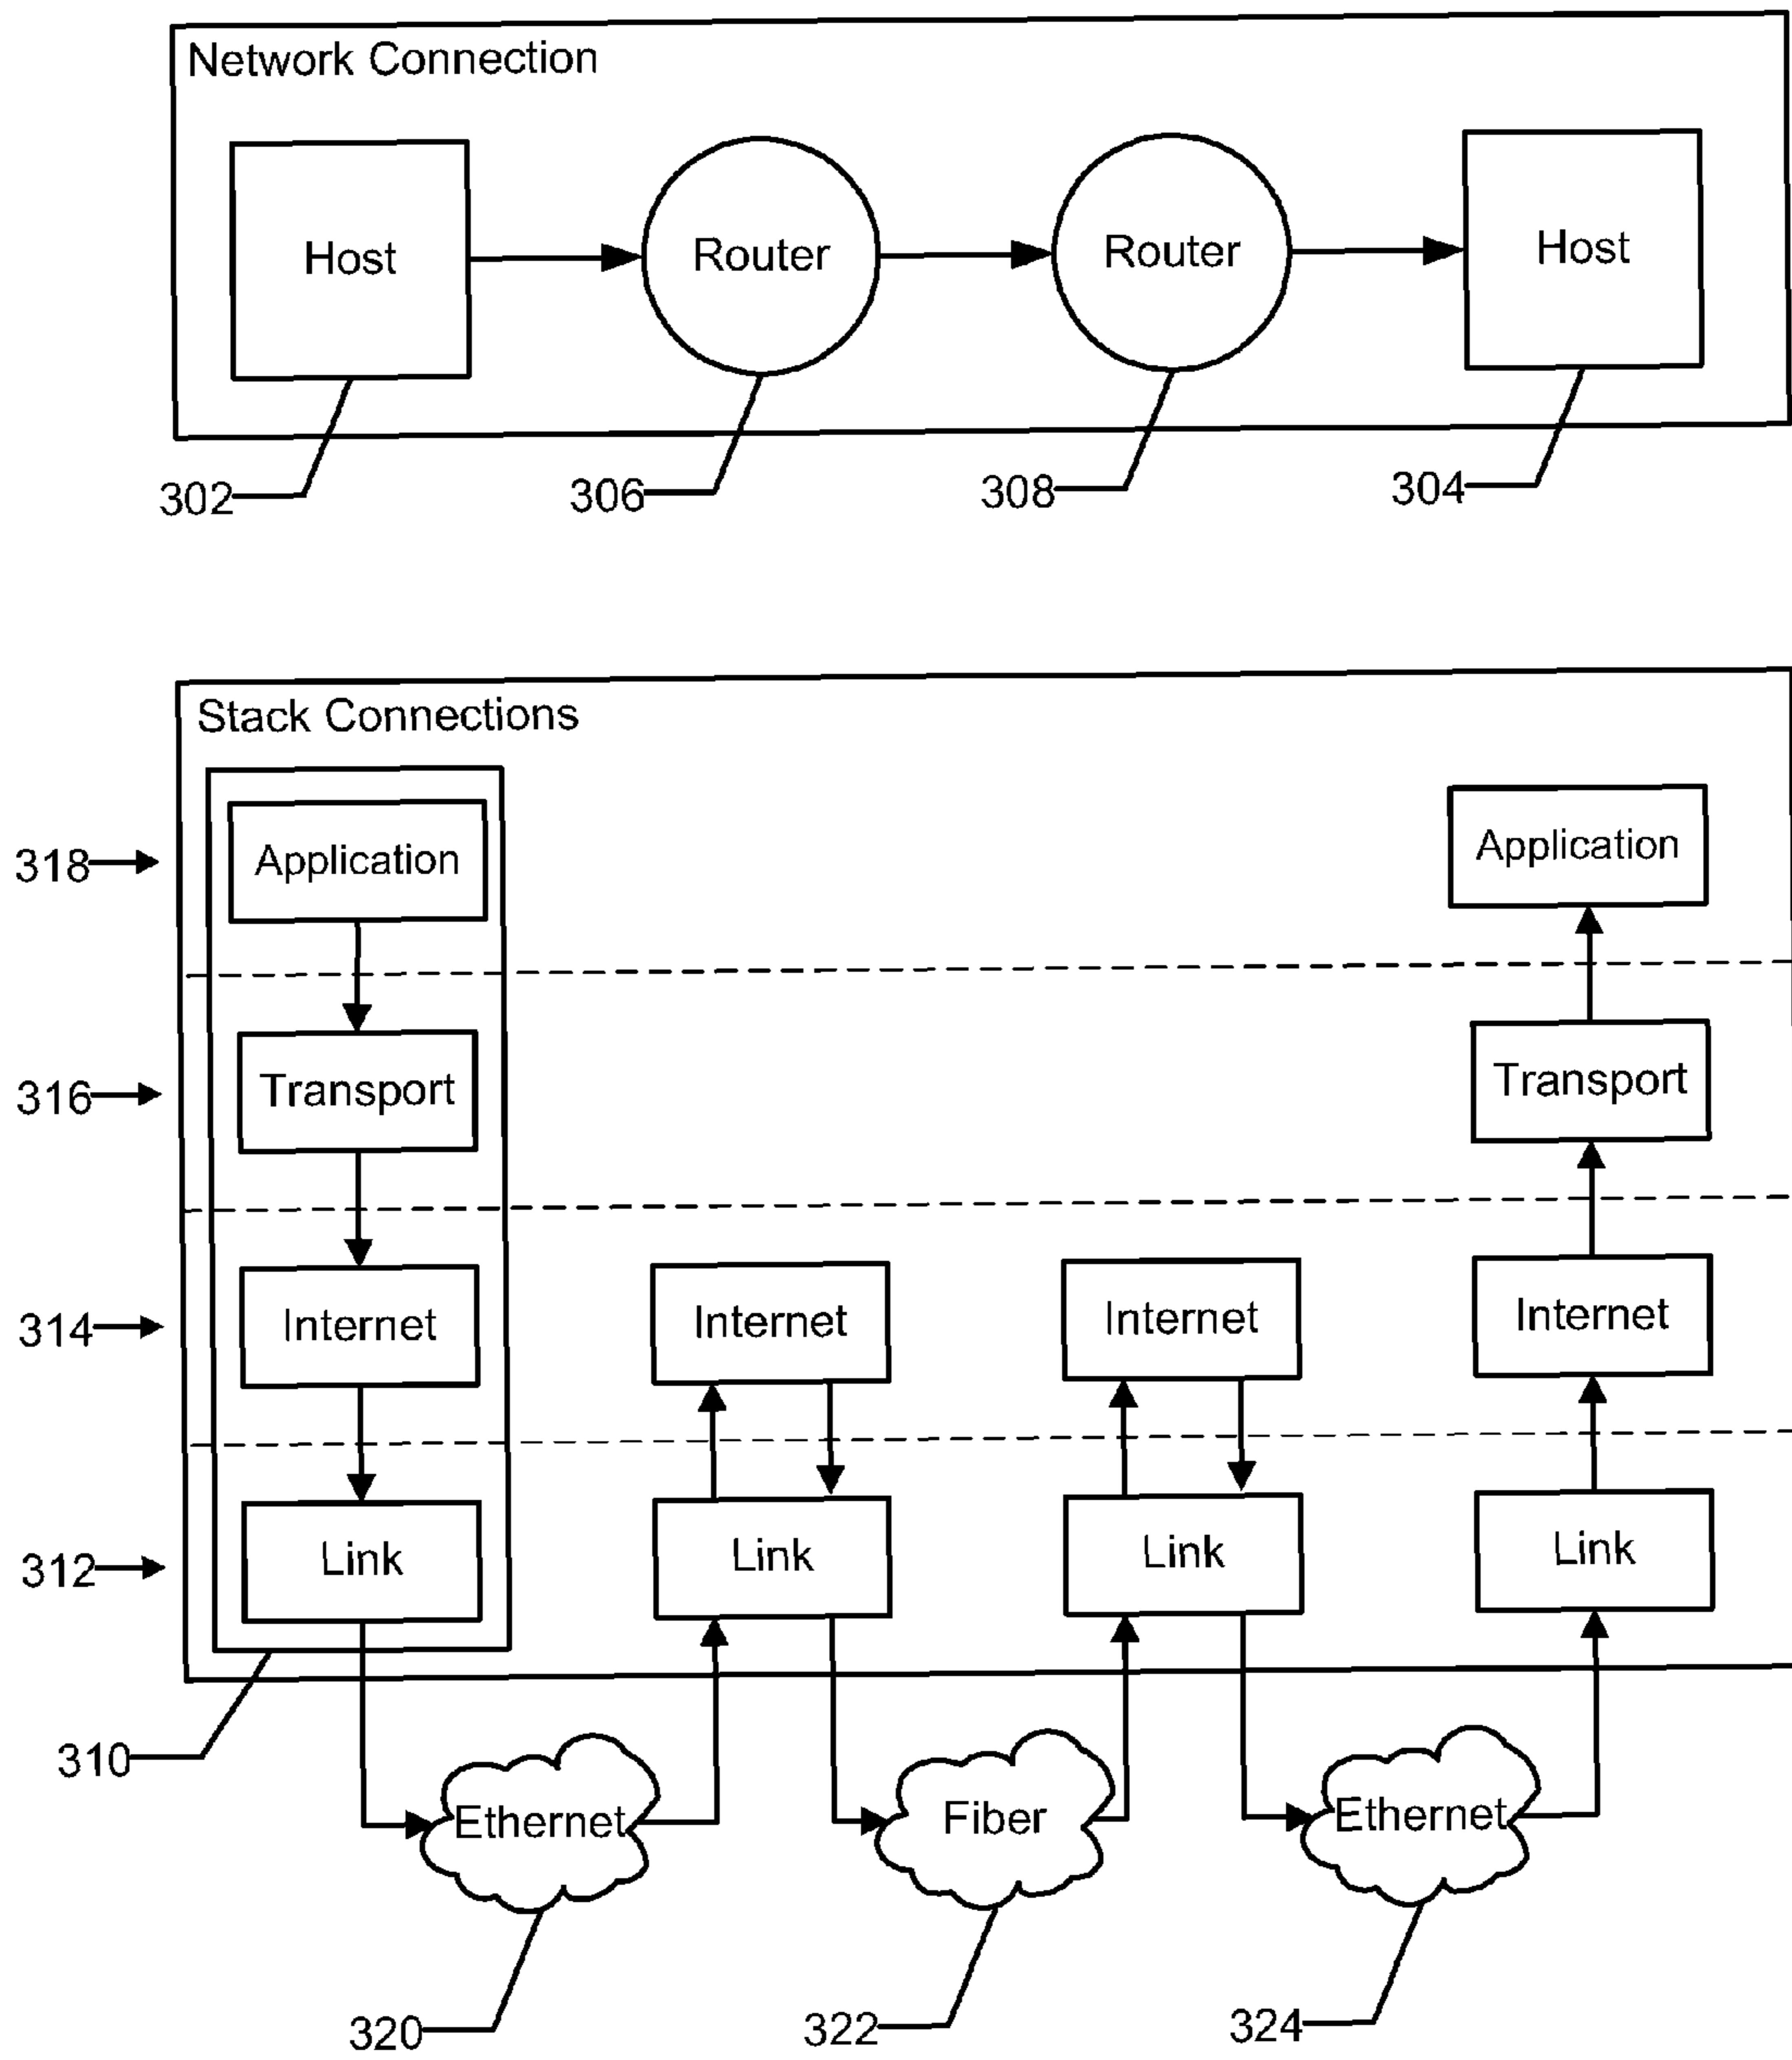 Network Connection
Host Router Router Host
302 306 308 304
Stack Connections
318 Application Application
316 Transport Transport
314 Internet Internet Internet Internet
312 Link Link Link Link
310
Ethernet Fiber Ethernet
320 322 324